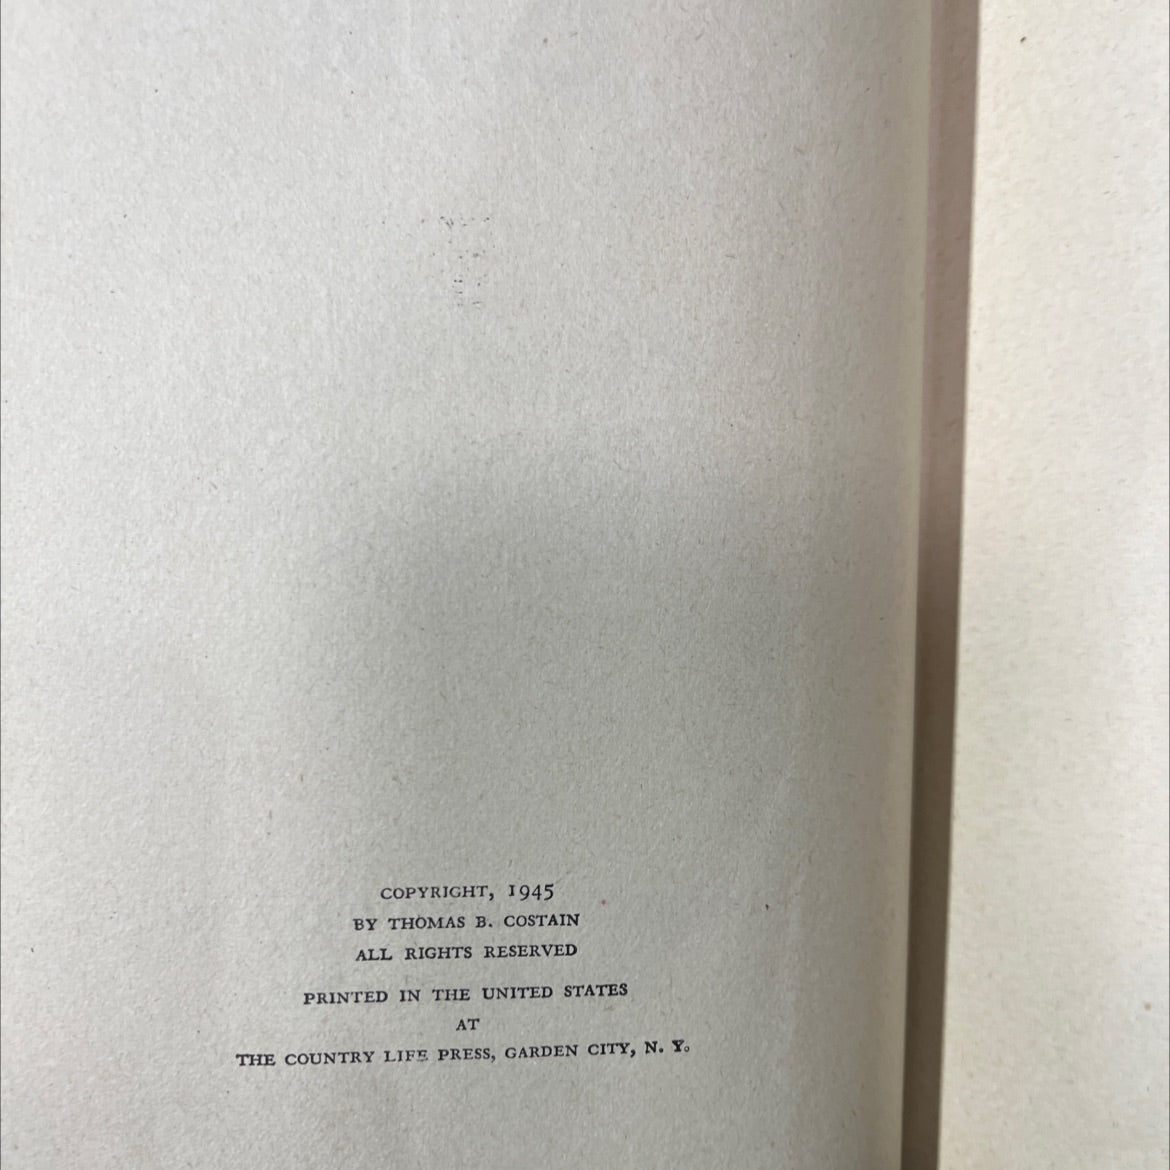 COPYRIGHT, 1945
BY THOMAS B. COSTAIN
ALL RIGHTS RESERVED
PRINTED IN THE UNITED STATES
AT
THE COUNTRY LIFE PRESS, GARDEN CITY, N. Y.